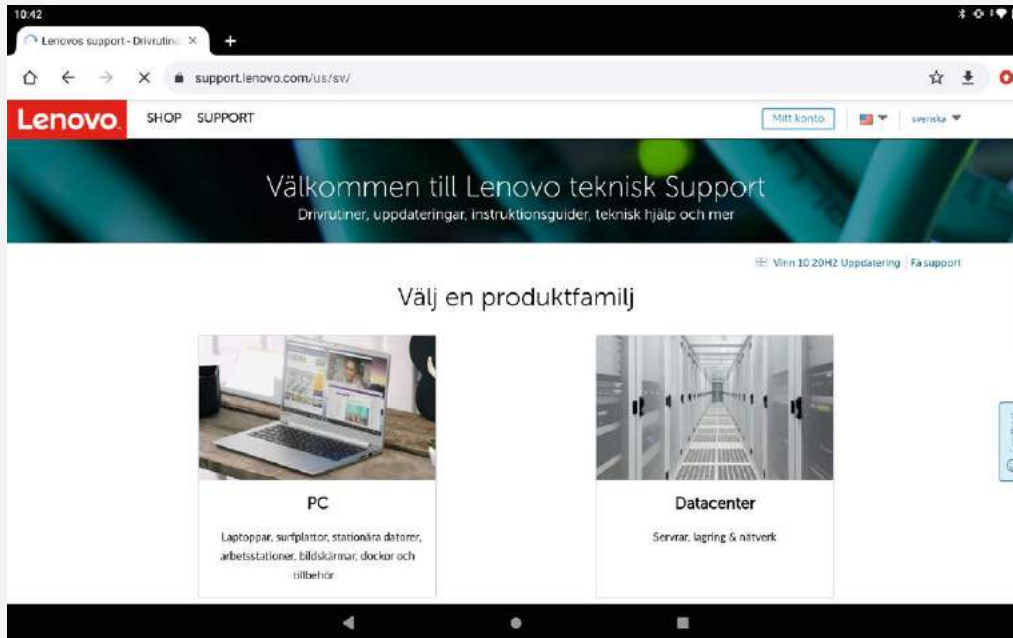 10:42
Lenovos support - Drivrutine
support.lenovo.com/us/sv/
Lenovo
SHOP SUPPORT
Mitt konto
svenska
Välkommen till Lenovo teknisk Support
Drivrutiner, uppdateringar, instruktionsguider, teknisk hjälp och mer
Vinn 10 20H2 Uppdatering
Få support
Välj en produktfamilj
PC
Laptoppar, surfplattor, stationära datorer,
arbetsstationer, bildskärmar, dockor och
tillbehör
Datacenter
Servrar, lagring & nätverk